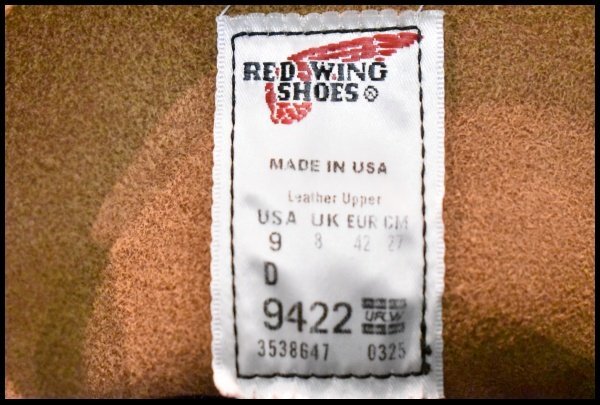 RED WING
SHOES ®
MADE IN USA
Leather Upper
USA UK EUR CM
9 8 42 27
D
9422
3538647 0325